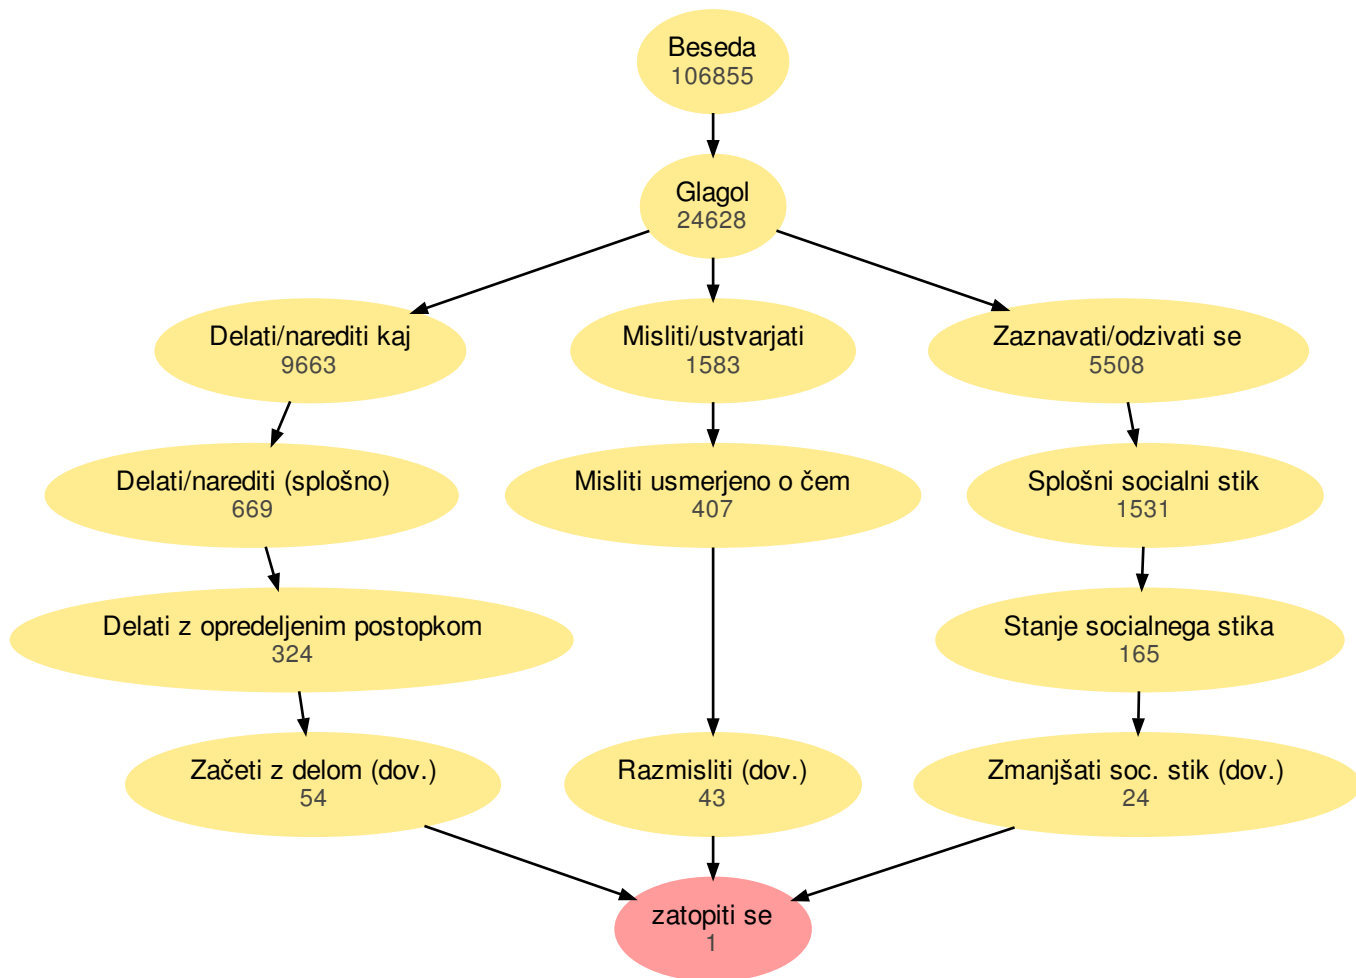 Beseda
106855
Glagol
24628
Delati/narediti kaj
9663
Misliti/ustvarjati
1583
Zaznavati/odzivati se
5508
Delati/narediti (splošno)
669
Misliti usmerjeno o čem
407
Splošni socialni stik
1531
Delati z opredeljenim postopkom
324
Stanje socialnega stika
165
Začeti z delom (dov.)
54
Razmisliti (dov.)
43
Zmanjšati soc. stik (dov.)
24
zatopiti se
1